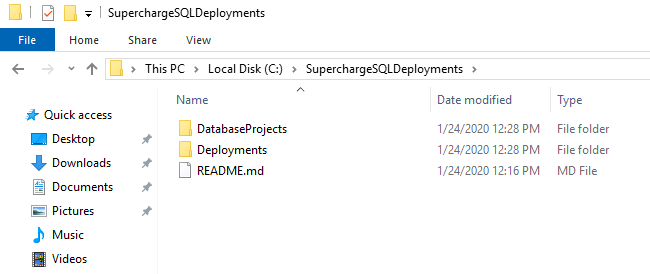 SuperchargeSQLDeployments
File Home Share View
This PC Local Disk (C:) SuperchargeSQLDeployments
Quick access
Desktop
Downloads
Documents
Pictures
Music
Videos
Name Date modified Type
DatabaseProjects 1/24/2020 12:28 PM File folder
Deployments 1/24/2020 12:28 PM File folder
README.md 1/24/2020 12:16 PM MD File